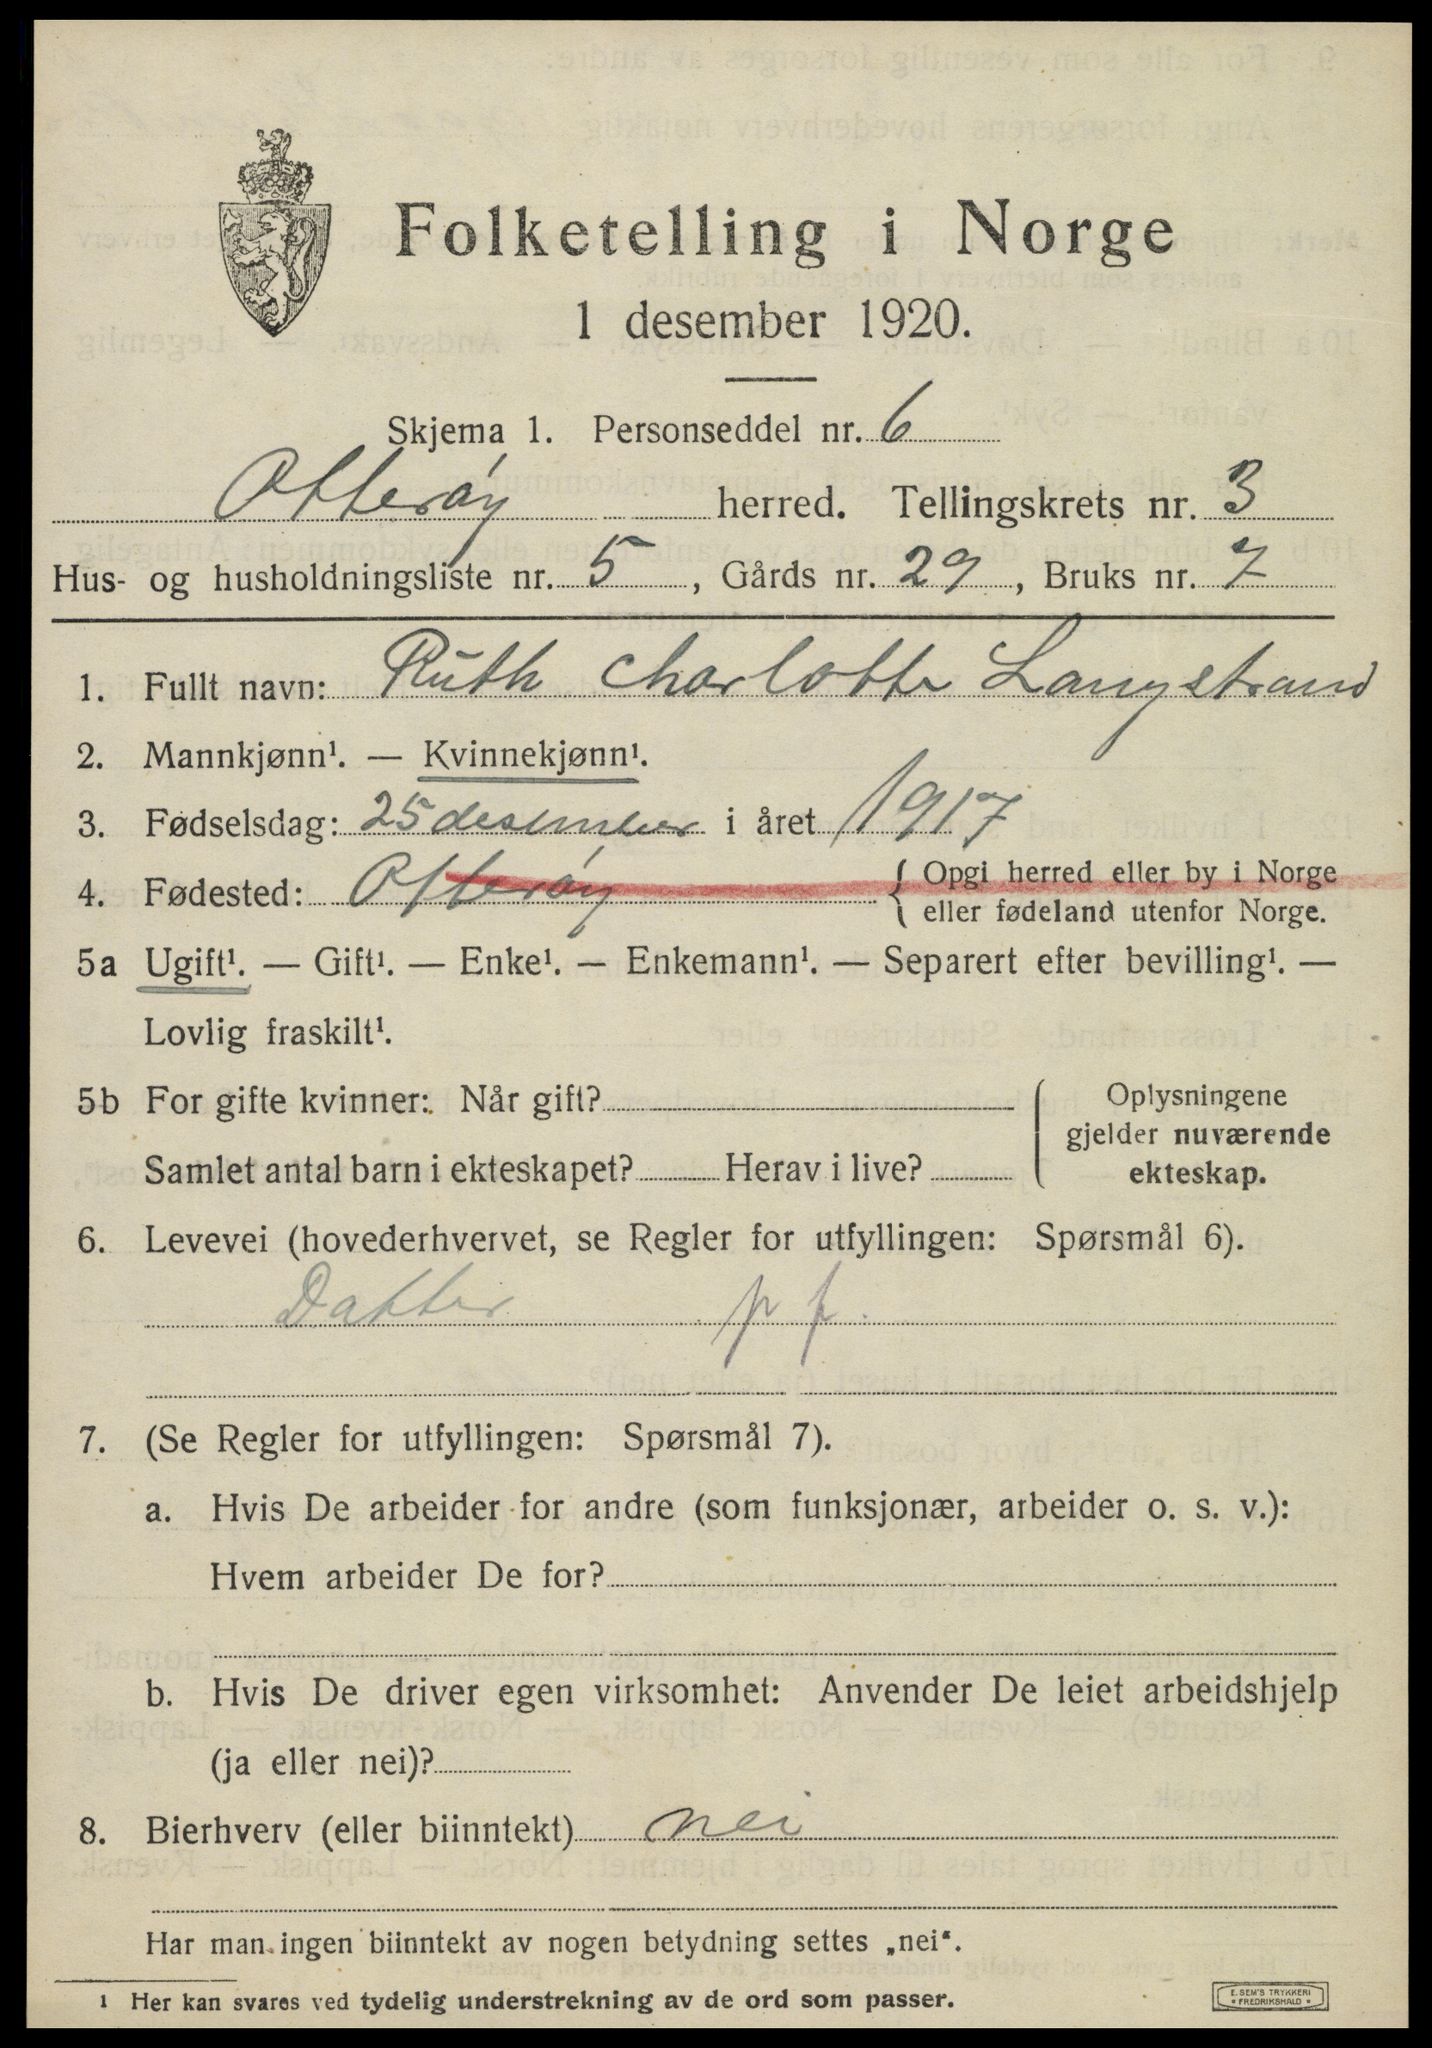 Folketelling i Norge
1 desember 1920.
Skjema 1. Personseddel nr. 6
Otterøy herred. Tellingskrets nr. 3
Hus- og husholdningsliste nr. 5, Gårds nr. 29, Bruks nr. 7
1. Fullt navn: Ruth Charlotte Langstrand
2. Mannkjønn¹. — Kvinnekjønn¹.
3. Fødselsdag: 25 desember i året 1917
4. Fødested: Otterøy { Opgi herred eller by i Norge
eller fødeland utenfor Norge.
5a Ugift¹. — Gift¹. — Enke¹. — Enkemann¹. — Separert efter bevilling¹. —
Lovlig fraskilt¹.
5b For gifte kvinner: Når gift?
Samlet antal barn i ekteskapet? Herav i live?
Oplysningene
gjelder nuværende
ekteskap.
6. Levevei (hovederhvervet, se Regler for utfyllingen: Spørsmål 6).
Datter p f.
7. (Se Regler for utfyllingen: Spørsmål 7).
a. Hvis De arbeider for andre (som funksjonær, arbeider o. s. v.):
Hvem arbeider De for?
b. Hvis De driver egen virksomhet: Anvender De leiet arbeidshjelp
(ja eller nei)?
8. Bierhverv (eller biinntekt) nei
Har man ingen biinntekt av nogen betydning settes „nei“.
1 Her kan svares ved tydelig understrekning av de ord som passer.
E. SEM'S TRYKKERI
FREDRIKSHALD